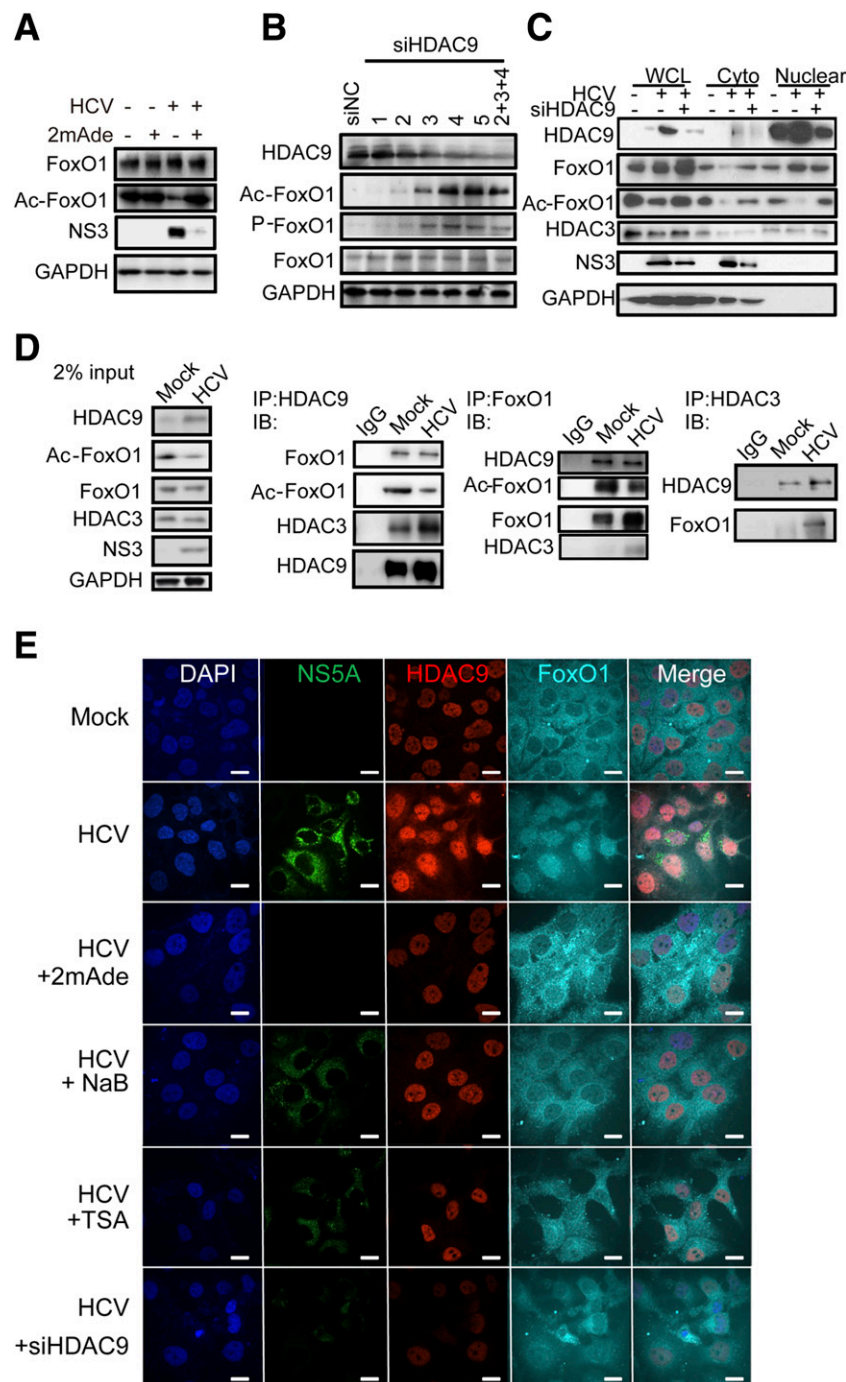 A
HCV - - + +
2mAde - + - +
FoxO1
Ac-FoxO1
NS3
GAPDH
B
siHDAC9
siNC 1 2 3 4 5 2+3+4
HDAC9
Ac-FoxO1
P-FoxO1
FoxO1
GAPDH
C
WCL Cyto Nuclear
HCV - + + - + + - + +
siHDAC9 - - + - - + - - +
HDAC9
FoxO1
Ac-FoxO1
HDAC3
NS3
GAPDH
D
2% input
Mock HCV
HDAC9
Ac-FoxO1
FoxO1
HDAC3
NS3
GAPDH
IP:HDAC9
IB:
IgG Mock HCV
FoxO1
Ac-FoxO1
HDAC3
HDAC9
IP:FoxO1
IB:
IgG Mock HCV
HDAC9
Ac-FoxO1
FoxO1
HDAC3
IP:HDAC3
IB:
IgG Mock HCV
HDAC9
FoxO1
E
DAPI NS5A HDAC9 FoxO1 Merge
Mock
HCV
HCV
+2mAde
HCV
+ NaB
HCV
+TSA
HCV
+siHDAC9